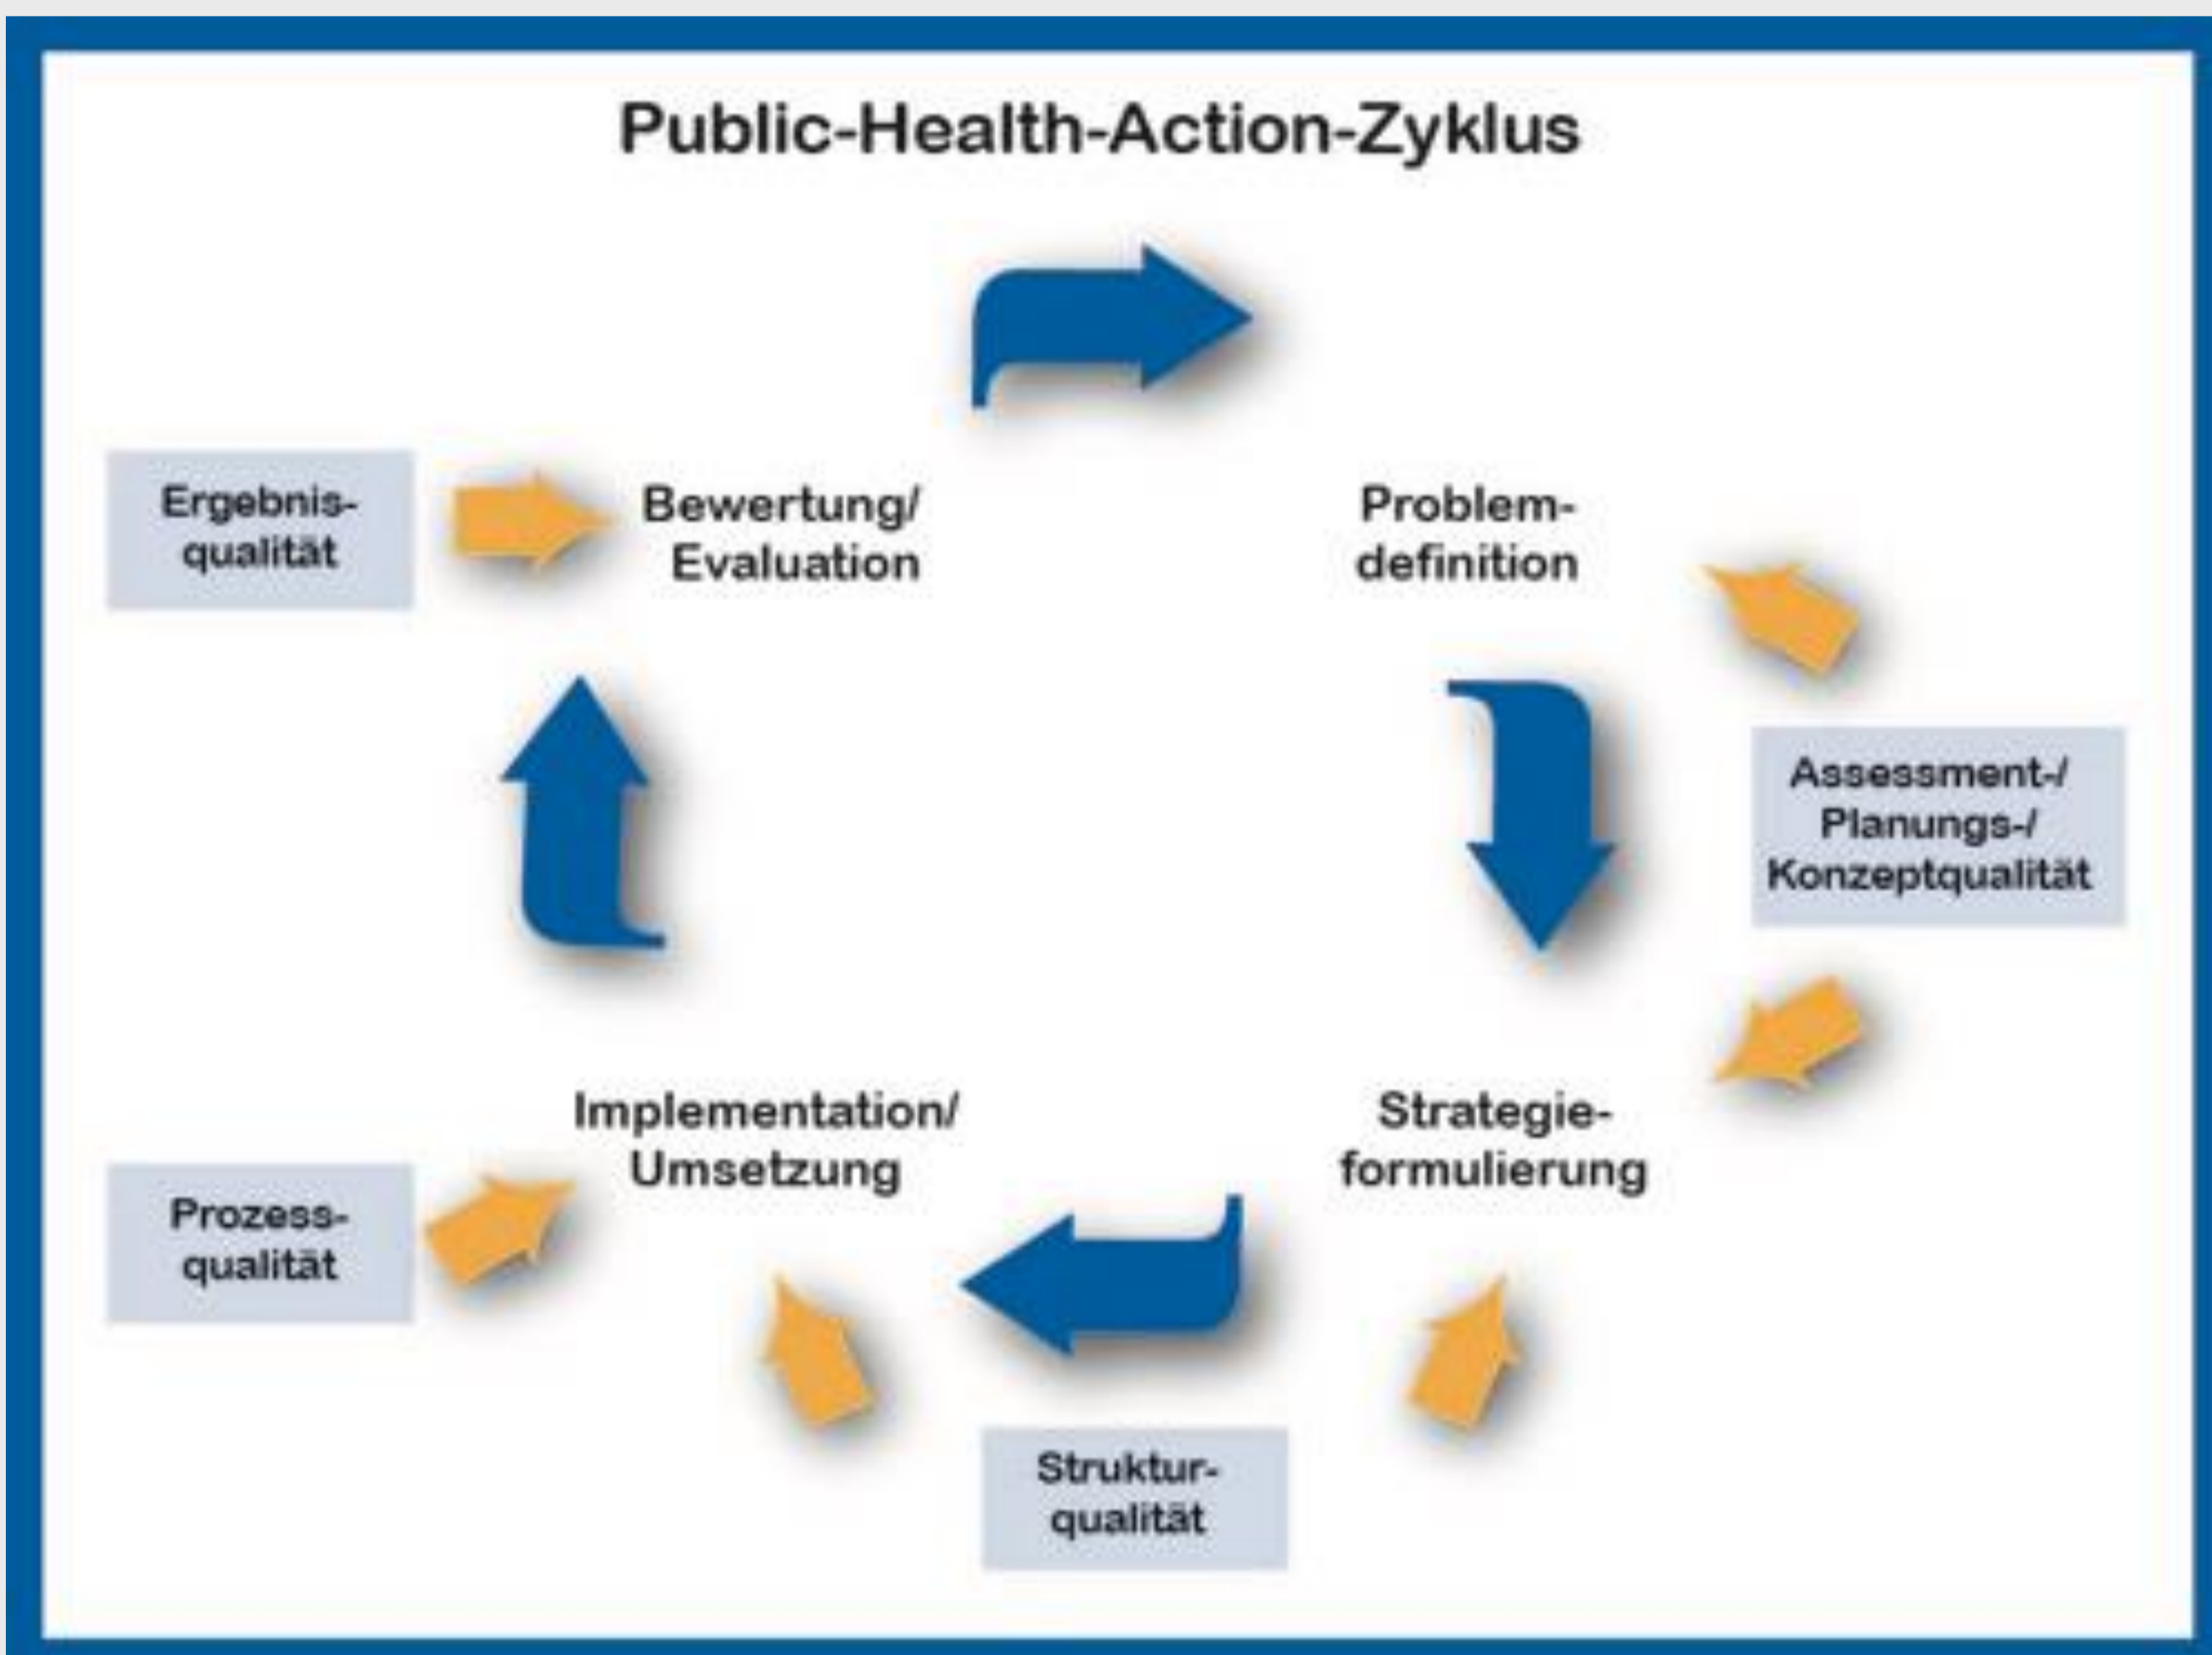 Public-Health-Action-Zyklus
Ergebnis-
qualität
Bewertung/
Evaluation
Problem-
definition
Assessment-/
Planungs-/
Konzeptqualität
Implementation/
Umsetzung
Strategie-
formulierung
Prozess-
qualität
Struktur-
qualität